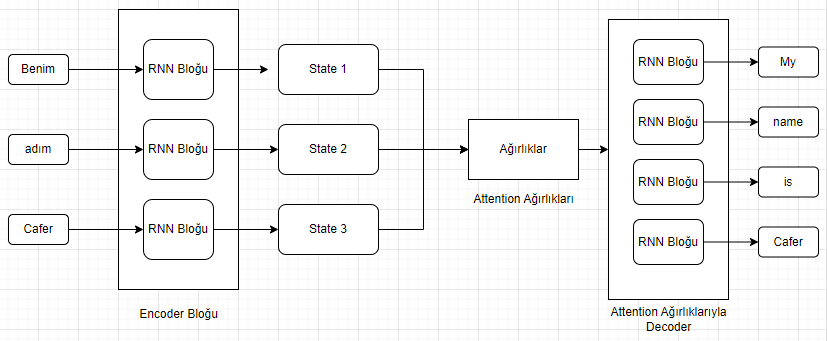 Benim
RNN Bloğu
State 1
adım
RNN Bloğu
State 2
Cafer
RNN Bloğu
State 3
Encoder Bloğu
Ağırlıklar
Attention Ağırlıkları
RNN Bloğu
My
RNN Bloğu
name
RNN Bloğu
is
RNN Bloğu
Cafer
Attention Ağırlıklarıyla
Decoder